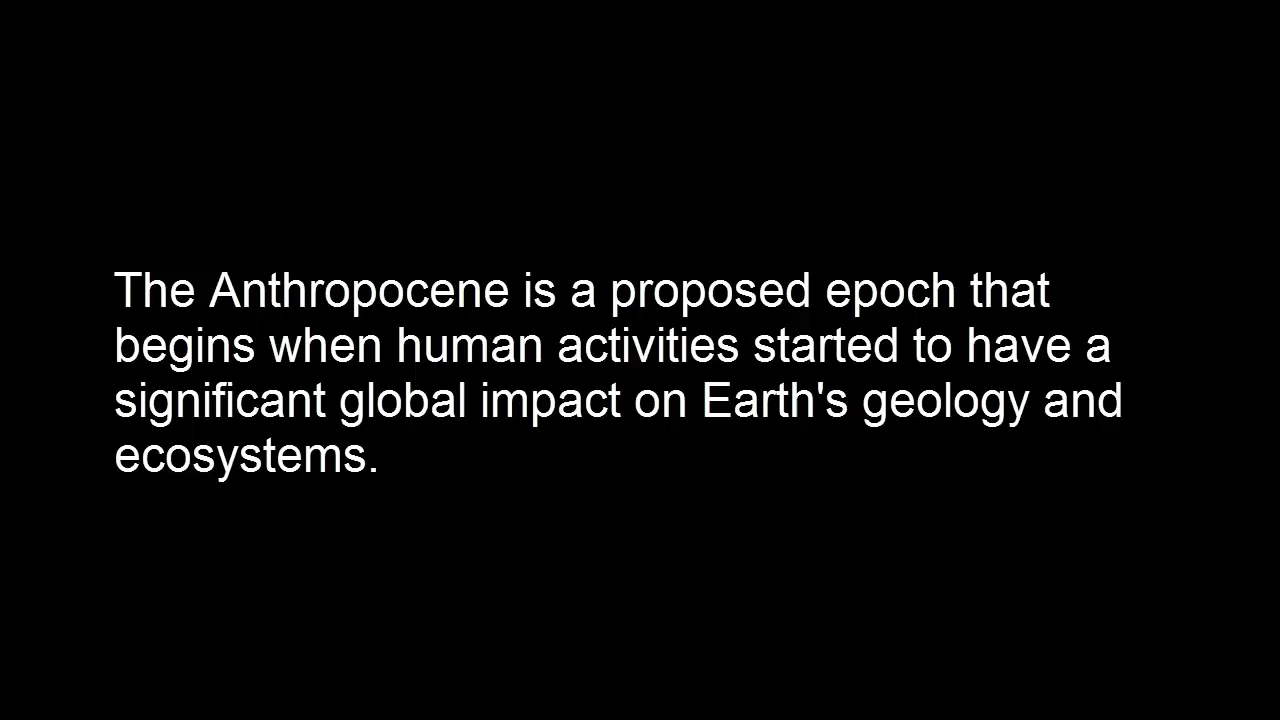 The Anthropocene is a proposed epoch that
begins when human activities started to have a
significant global impact on Earth's geology and
ecosystems.